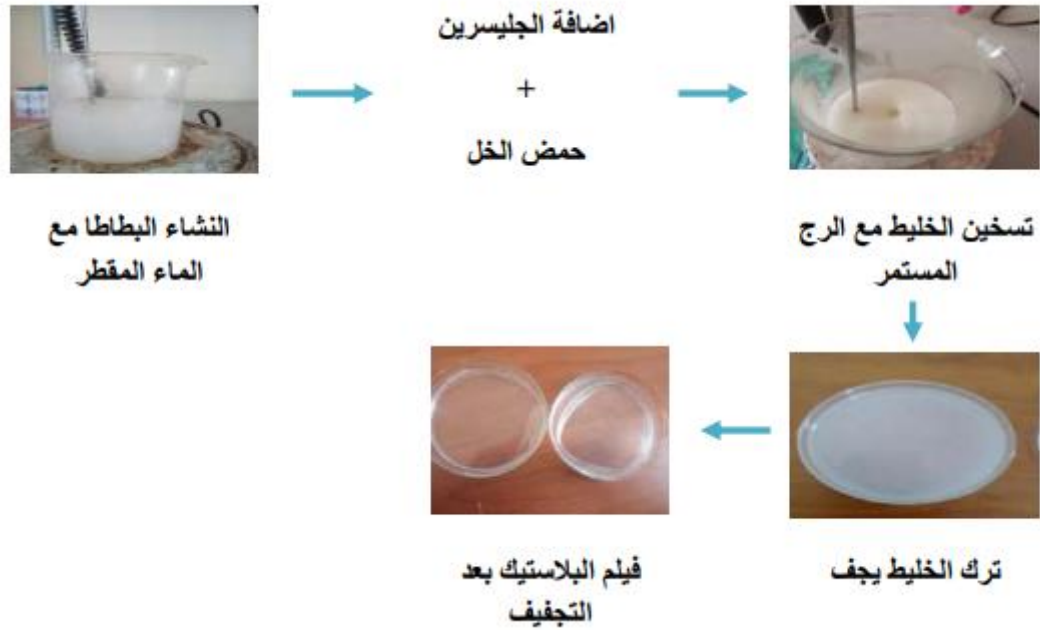 اضافة الجليسرين
+
حمض الخل
النشاء البطاطا مع
الماء المقطر
تسخين الخليط مع الرج
المستمر
ترك الخليط يجف
فيلم البلاستيك بعد
التجفيف